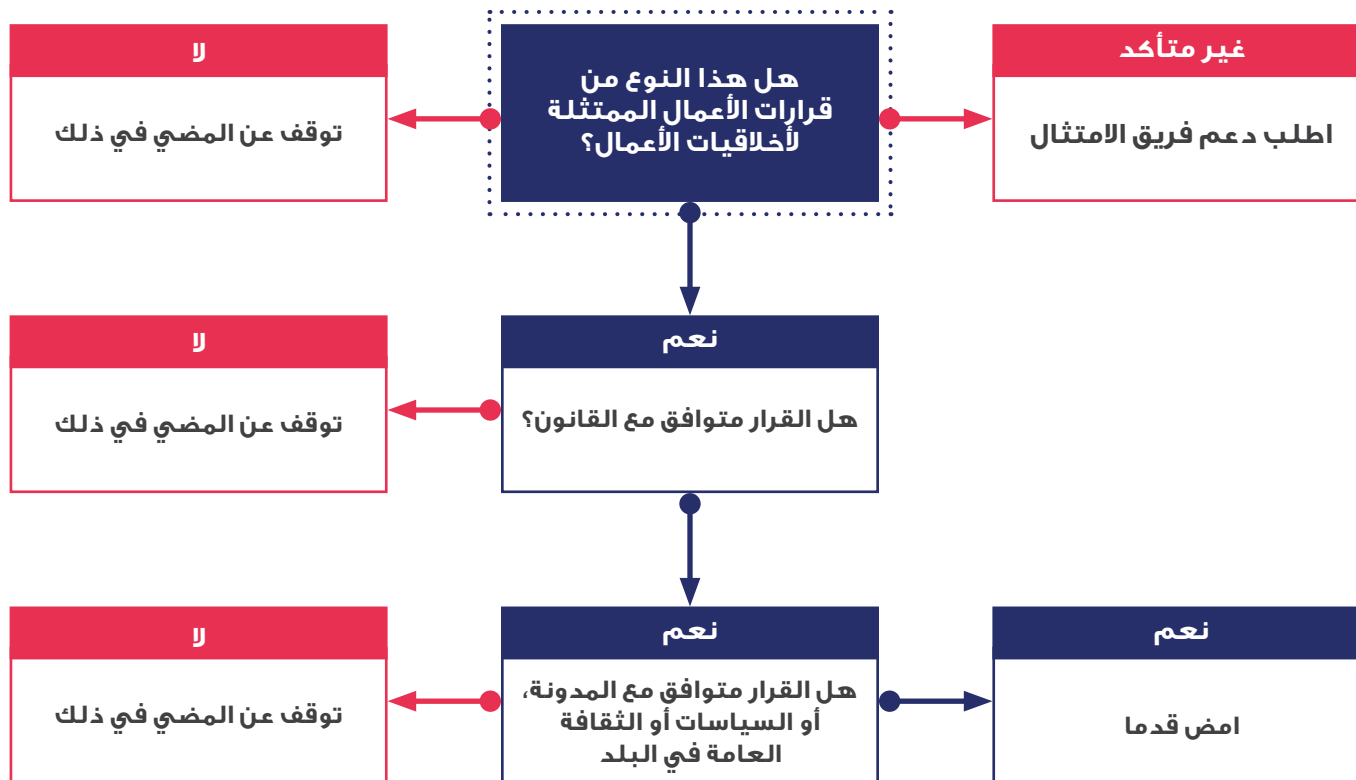 غير متأكد
اطلب دعم فريق الامتثال
هل هذا النوع من
قرارات الأعمال الممتثلة
لأخلاقيات الأعمال؟
لا
توقف عن المضي في ذلك
نعم
هل القرار متوافق مع القانون؟
لا
توقف عن المضي في ذلك
نعم
امض قدما
نعم
هل القرار متوافق مع المدونة،
أو السياسات أو الثقافة
العامة في البلد
لا
توقف عن المضي في ذلك